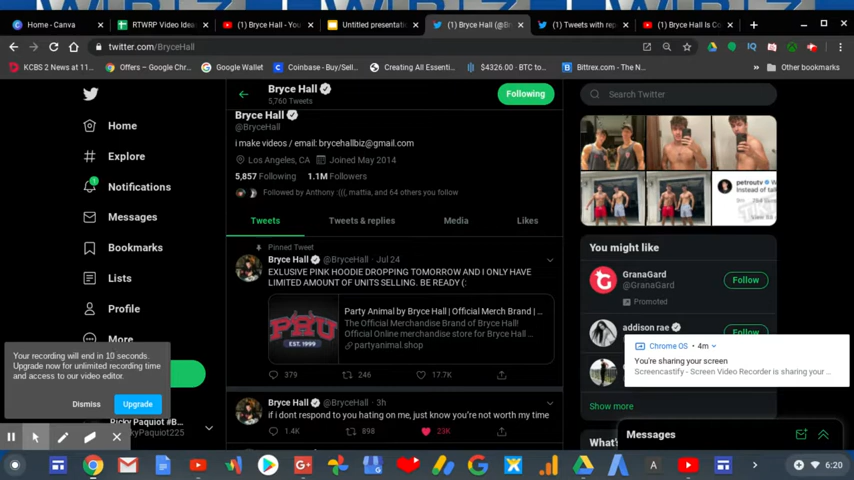 Home - Canva
RTWRP Video Idea
(1) Bryce Hall - You
Untitled presentation
(1) Bryce Hall (@Br
(1) Tweets with rep
(1) Bryce Hall Is Co
twitter.com/BryceHall
KCBS 2 News at 11...
Offers – Google Chr...
Google Wallet
Coinbase - Buy/Sell...
Creating All Essenti...
$4326.00 - BTC to...
Bittrex.com - The N...
Other bookmarks
Bryce Hall
5,760 Tweets
Following
Search Twitter
Home
Explore
1
Notifications
Messages
Bookmarks
Lists
Profile
More
Bryce Hall
@BryceHall
i make videos / email: brycehallbiz@gmail.com
Los Angeles, CA Joined May 2014
5,857 Following 1.1M Followers
Followed by Anthony :(((, mattia, and 64 others you follow
Tweets Tweets & replies Media Likes
Pinned Tweet
Bryce Hall @BryceHall · Jul 24
EXLUSIVE PINK HOODIE DROPPING TOMORROW AND I ONLY HAVE
LIMITED AMOUNT OF UNITS SELLING. BE READY (:
EST. 1999
Party Animal by Bryce Hall | Official Merch Brand | ...
The Official Merchandise Brand of Bryce Hall!
Official Online merchandise store for Bryce Hall ...
partyanimal.shop
379 246 17.7K
Bryce Hall @BryceHall · 3h
if i don't respond to you hating on me, just know you're not worth my time
1.4K 898 23K
petroutv
Instead of tal
You might like
GranaGard
@GranaGard
Promoted
Follow
addison rae
Follow
Show more
What's
Chrome OS • 4m
You're sharing your screen
Screencastify - Screen Video Recorder is sharing your ...
Messages
Your recording will end in 10 seconds.
Upgrade now for unlimited recording time
and access to our video editor.
Dismiss
Upgrade
Ricky Paquiot #B...
Paquiot225
6:20